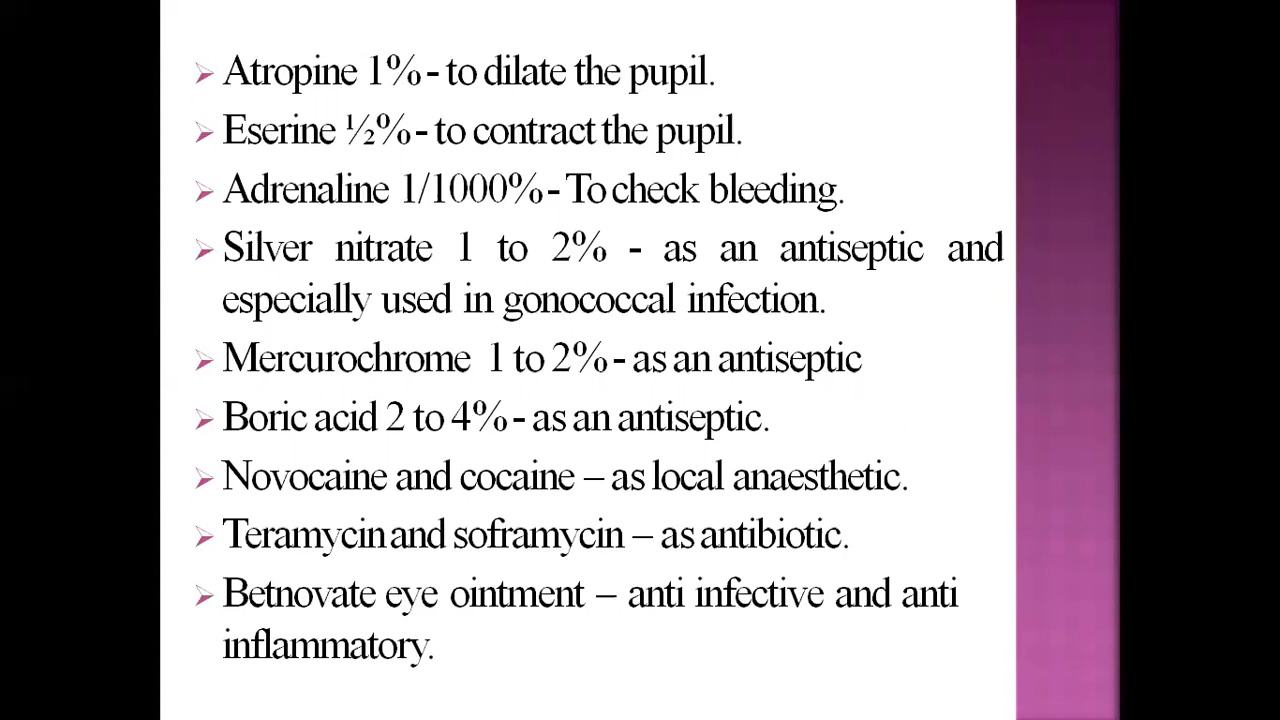 Atropine 1% - to dilate the pupil.
Eserine ½% - to contract the pupil.
Adrenaline 1/1000% - To check bleeding.
Silver nitrate 1 to 2% - as an antiseptic and
especially used in gonococcal infection.
Mercurochrome 1 to 2% - as an antiseptic
Boric acid 2 to 4% - as an antiseptic.
Novocaine and cocaine – as local anaesthetic.
Teramycin and soframycin – as antibiotic.
Betnovate eye ointment – anti infective and anti
inflammatory.